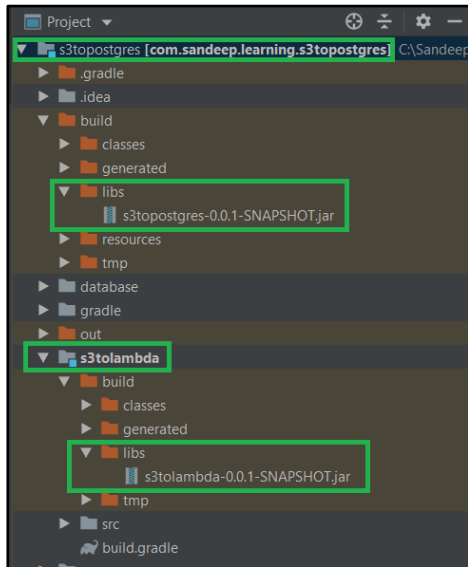 Project
s3topostgres [com.sandeep.learning.s3topostgres] C:\Sandeep
.gradle
.idea
build
classes
generated
libs
s3topostgres-0.0.1-SNAPSHOT.jar
resources
tmp
database
gradle
out
s3tolambda
build
classes
generated
libs
s3tolambda-0.0.1-SNAPSHOT.jar
tmp
src
build.gradle